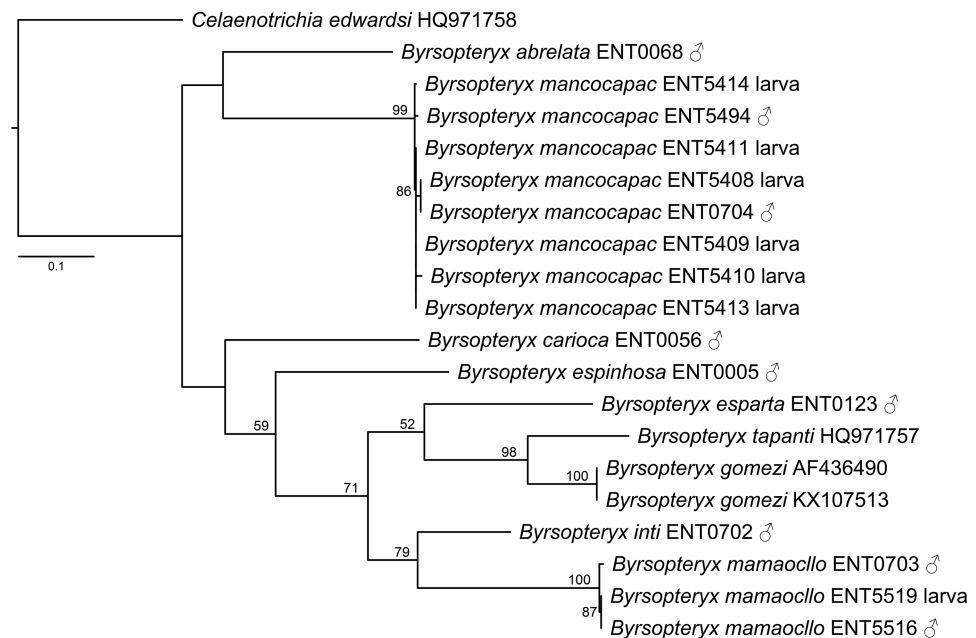 Celaenotrichia edwardsi HQ971758
Byrsopteryx abrelata ENT0068 ♂
Byrsopteryx mancocapac ENT5414 larva
99
Byrsopteryx mancocapac ENT5494 ♂
Byrsopteryx mancocapac ENT5411 larva
Byrsopteryx mancocapac ENT5408 larva
86
Byrsopteryx mancocapac ENT0704 ♂
Byrsopteryx mancocapac ENT5409 larva
0.1
Byrsopteryx mancocapac ENT5410 larva
Byrsopteryx mancocapac ENT5413 larva
Byrsopteryx carioca ENT0056 ♂
Byrsopteryx espinhosa ENT0005 ♂
Byrsopteryx esparta ENT0123 ♂
59
52
Byrsopteryx tapanti HQ971757
98
Byrsopteryx gomezi AF436490
100
71
Byrsopteryx gomezi KX107513
Byrsopteryx inti ENT0702 ♂
79
Byrsopteryx mamaocllo ENT0703 ♂
100
Byrsopteryx mamaocllo ENT5519 larva
87
Byrsopteryx mamaocllo ENT5516 ♂